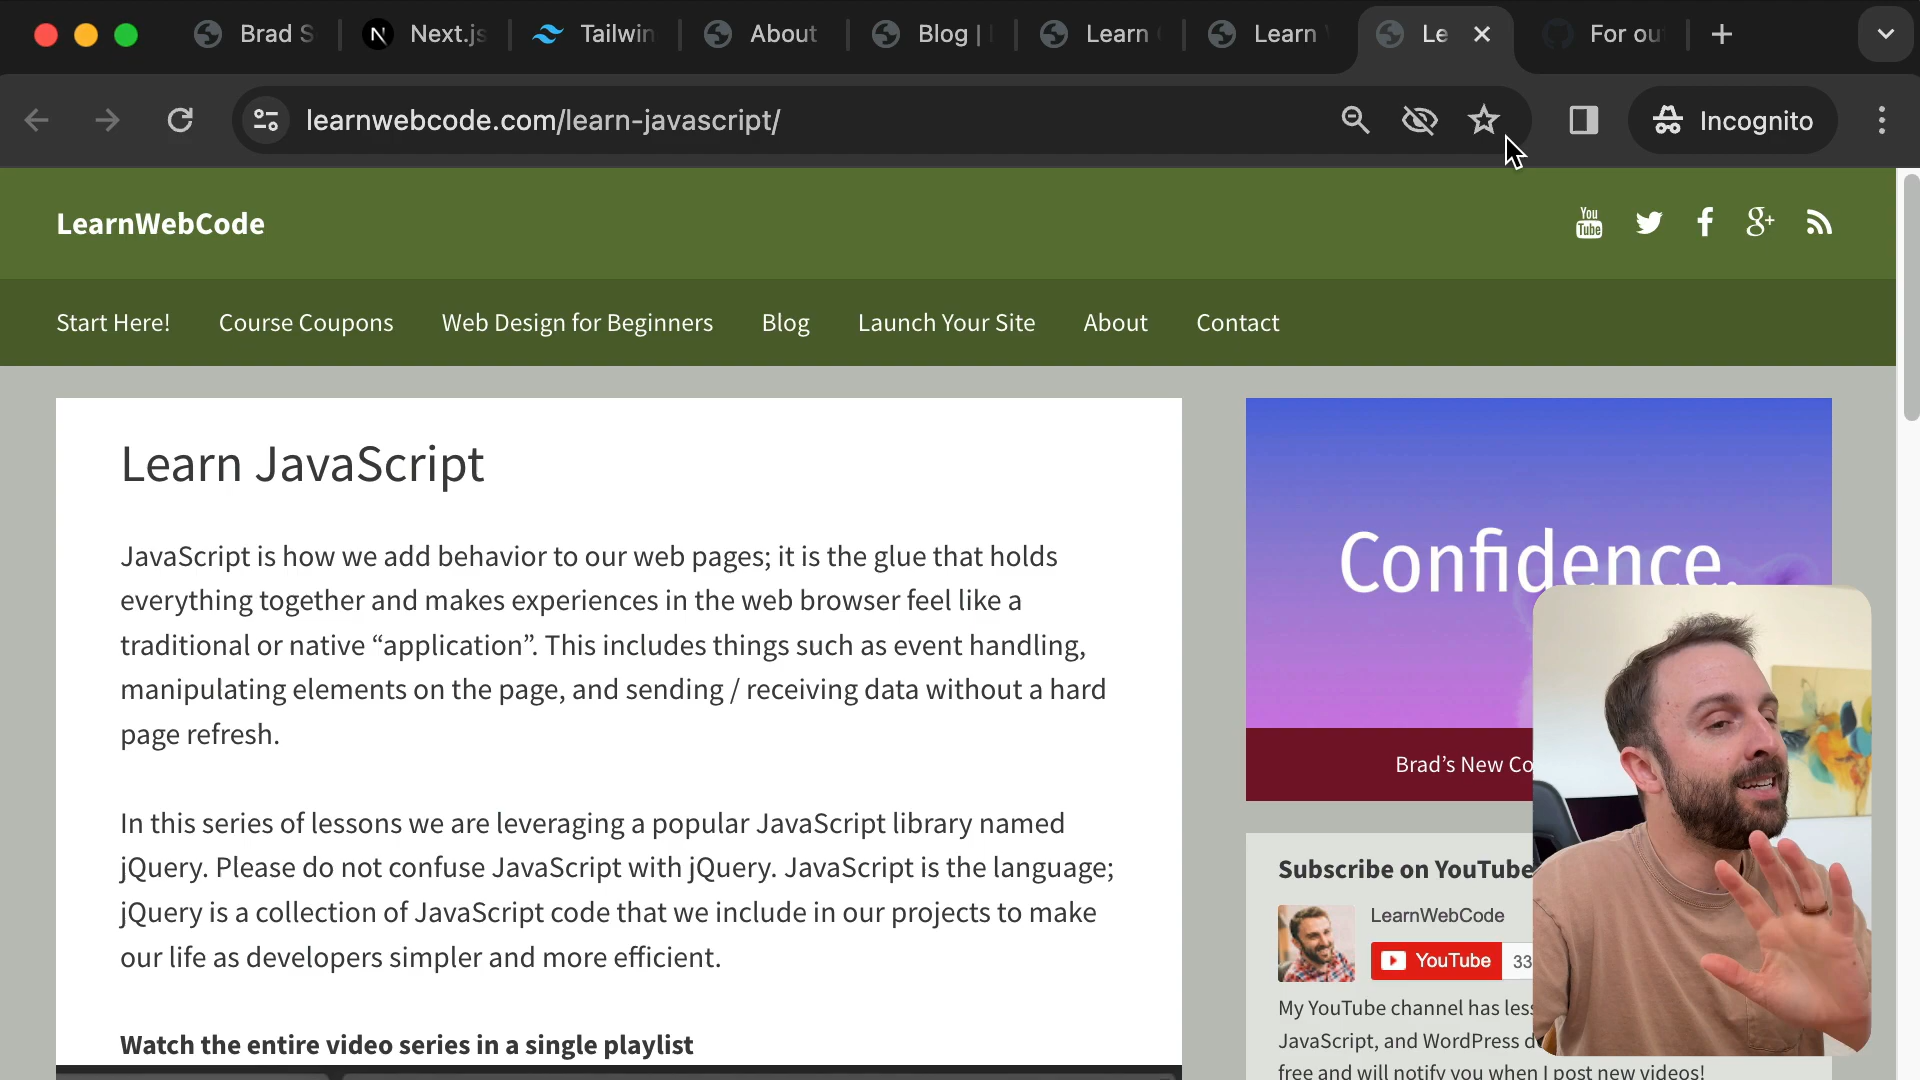 Brad S
Next.js
Tailwin
About
Blog |
Learn
Learn
Le
For ou
learnwebcode.com/learn-javascript/
Incognito
LearnWebCode
You
Tube
g+
Start Here!
Course Coupons
Web Design for Beginners
Blog
Launch Your Site
About
Contact
Learn JavaScript
JavaScript is how we add behavior to our web pages; it is the glue that holds
everything together and makes experiences in the web browser feel like a
traditional or native “application”. This includes things such as event handling,
manipulating elements on the page, and sending / receiving data without a hard
page refresh.
In this series of lessons we are leveraging a popular JavaScript library named
jQuery. Please do not confuse JavaScript with jQuery. JavaScript is the language;
jQuery is a collection of JavaScript code that we include in our projects to make
our life as developers simpler and more efficient.
Watch the entire video series in a single playlist
Confidence.
Brad’s New Co
Subscribe on YouTube
LearnWebCode
YouTube
33
My YouTube channel has les
JavaScript, and WordPress d
free and will notify you when I post new videos!